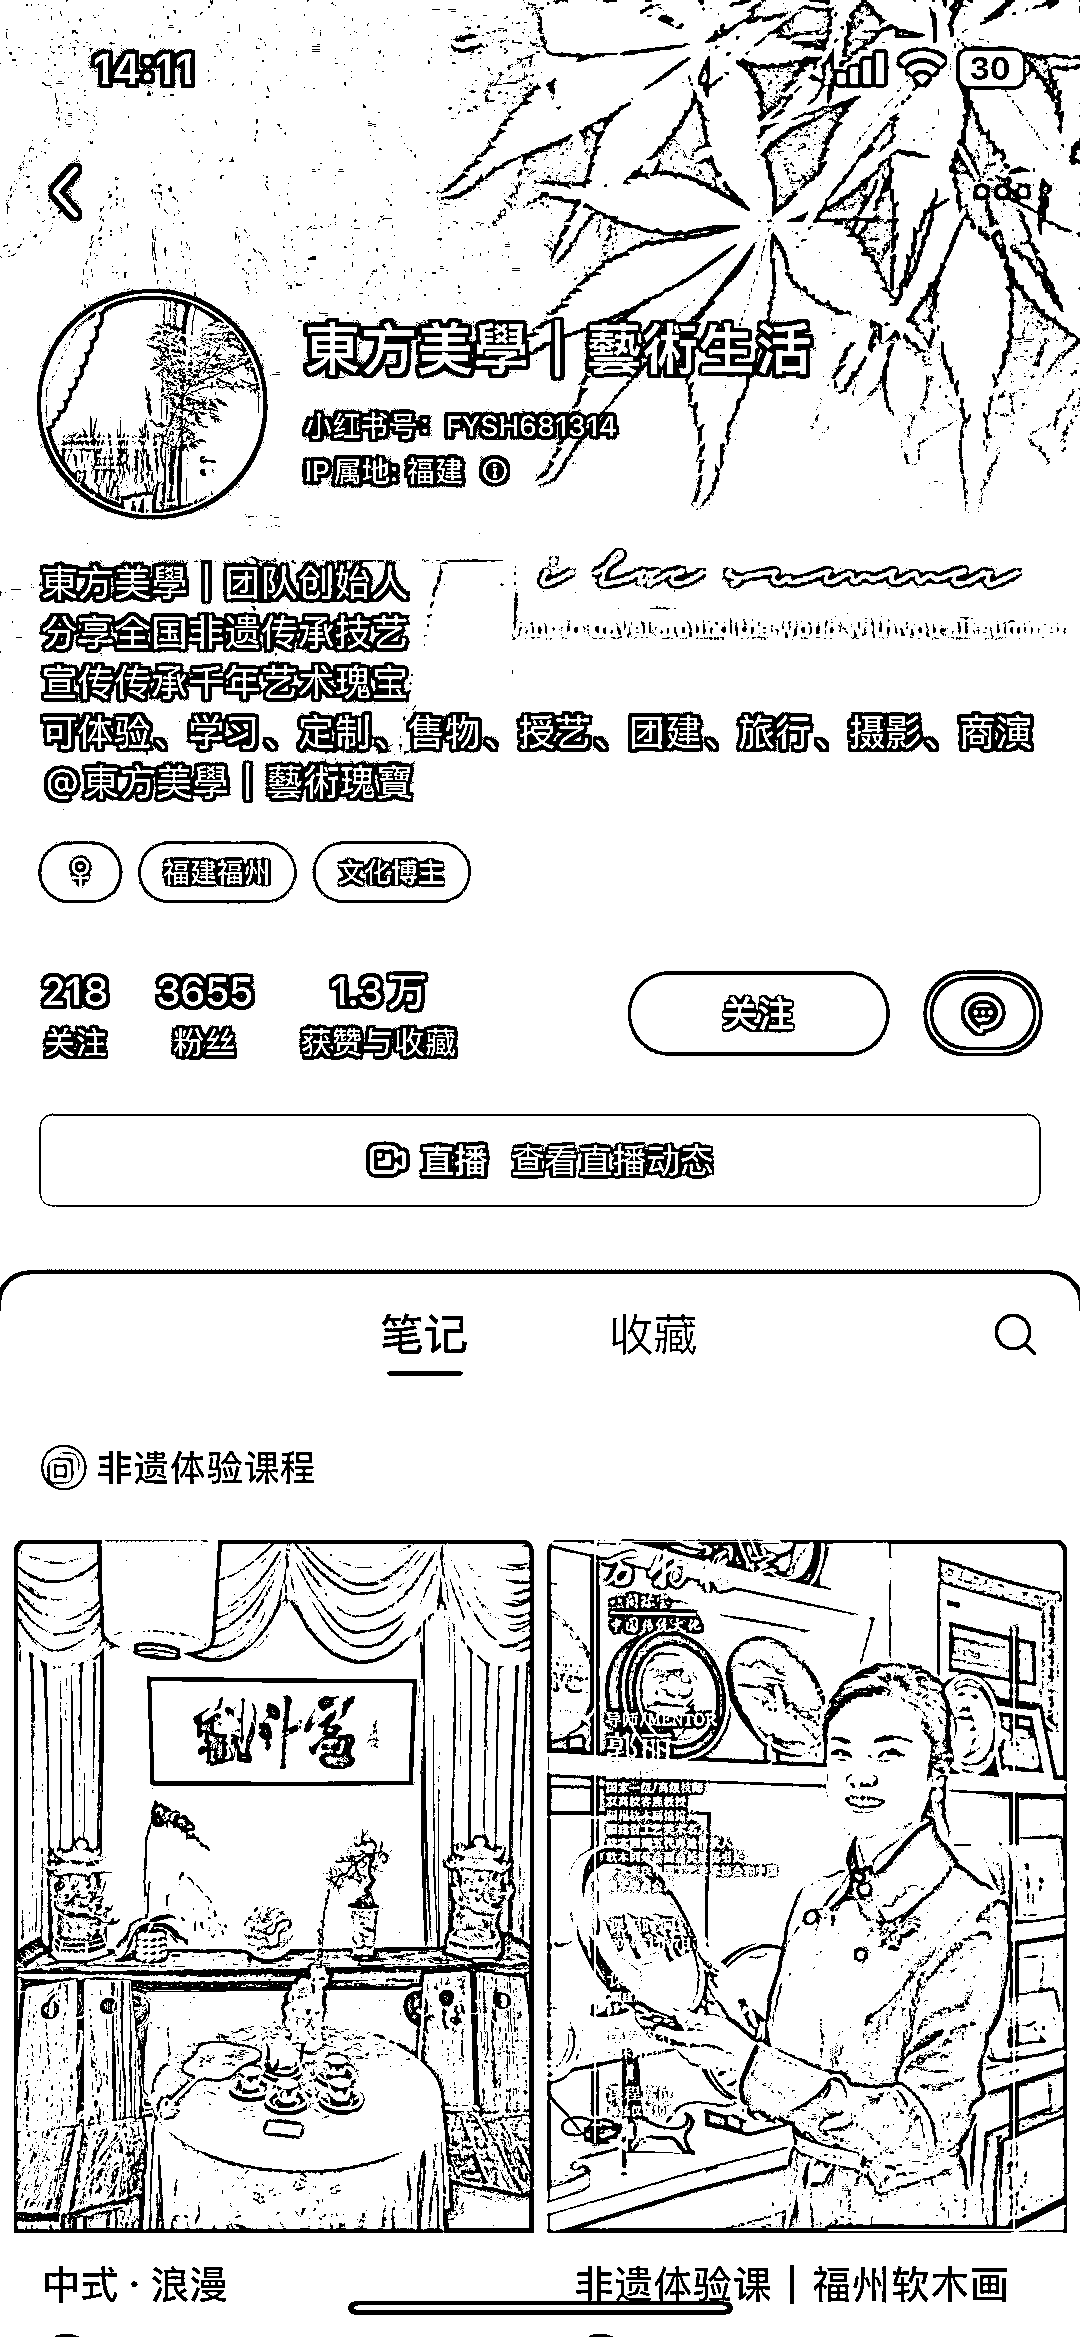 14:11
30
東方美學｜藝術生活
小红书号：FYSH681314
IP属地：福建
i love summer
東方美學｜团队创始人
分享全国非遗传承技艺
宣传传承千年艺术瑰宝
可体验、学习、定制、售物、授艺、团建、旅行、摄影、商演
@東方美學｜藝術瑰寶
福建福州
文化博主
218 3655 1.3万
关注 粉丝 获赞与收藏
关注
直播 查看直播动态
笔记 收藏
非遗体验课程
导师/MENTOR
郭丽
中式·浪漫
非遗体验课｜福州软木画